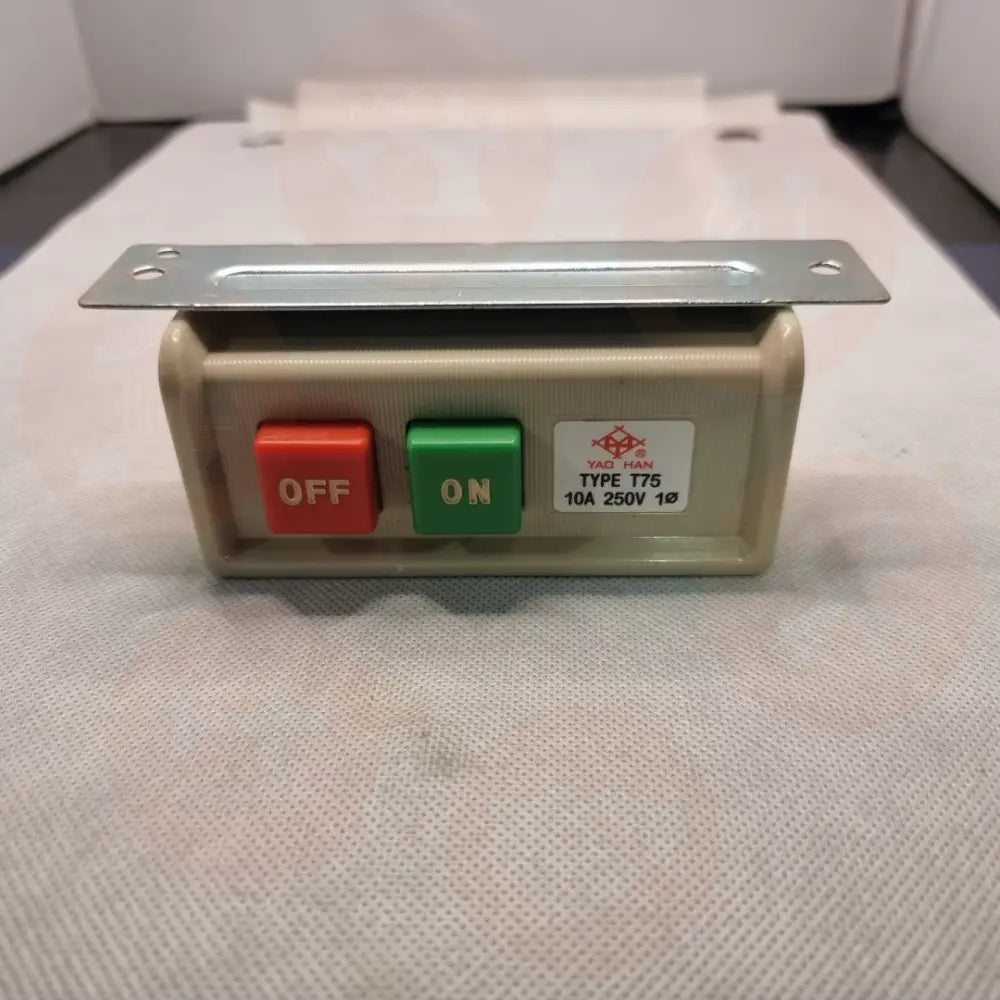 OFF
ON
®
YAO HAN
TYPE T75
10A 250V 1Ø